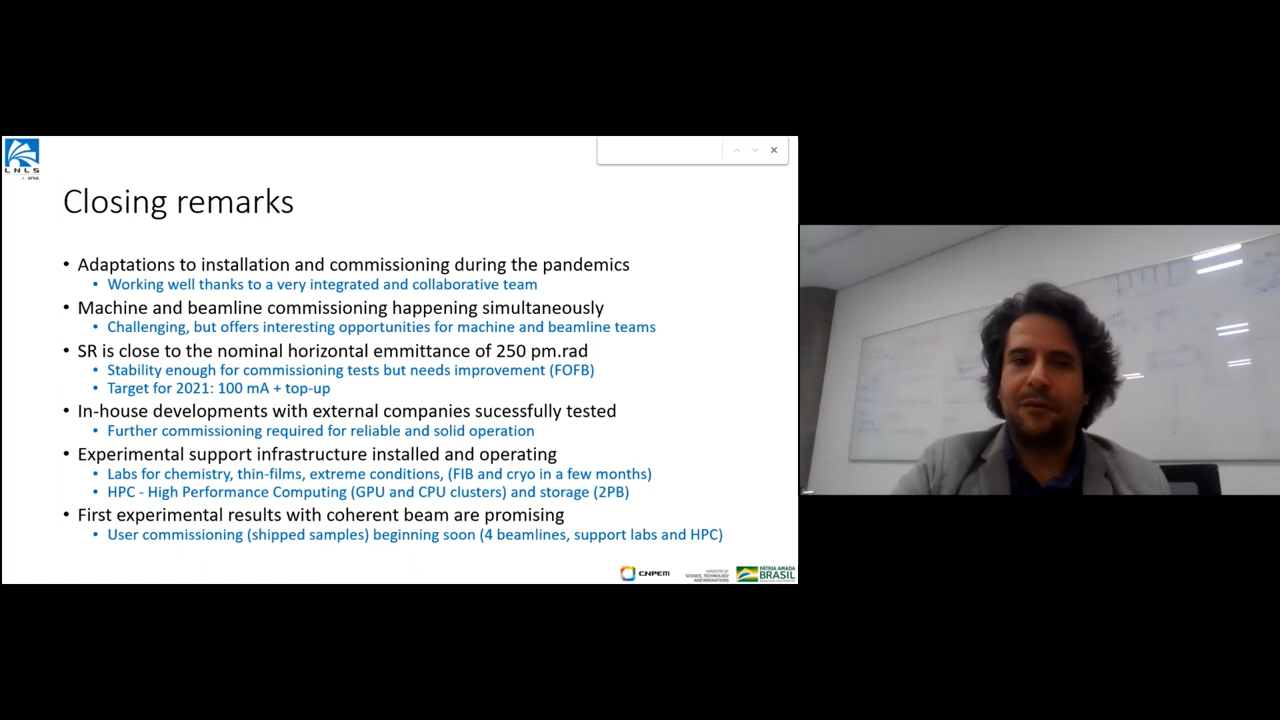 LNLS
Closing remarks
• Adaptations to installation and commissioning during the pandemics
• Working well thanks to a very integrated and collaborative team
• Machine and beamline commissioning happening simultaneously
• Challenging, but offers interesting opportunities for machine and beamline teams
• SR is close to the nominal horizontal emmittance of 250 pm.rad
• Stability enough for commissioning tests but needs improvement (FOFB)
• Target for 2021: 100 mA + top-up
• In-house developments with external companies sucessfully tested
• Further commissioning required for reliable and solid operation
• Experimental support infrastructure installed and operating
• Labs for chemistry, thin-films, extreme conditions, (FIB and cryo in a few months)
• HPC - High Performance Computing (GPU and CPU clusters) and storage (2PB)
• First experimental results with coherent beam are promising
• User commissioning (shipped samples) beginning soon (4 beamlines, support labs and HPC)
CNPEM
MINISTRY OF
SCIENCE, TECHNOLOGY
AND INNOVATIONS
PÁTRIA AMADA
BRASIL